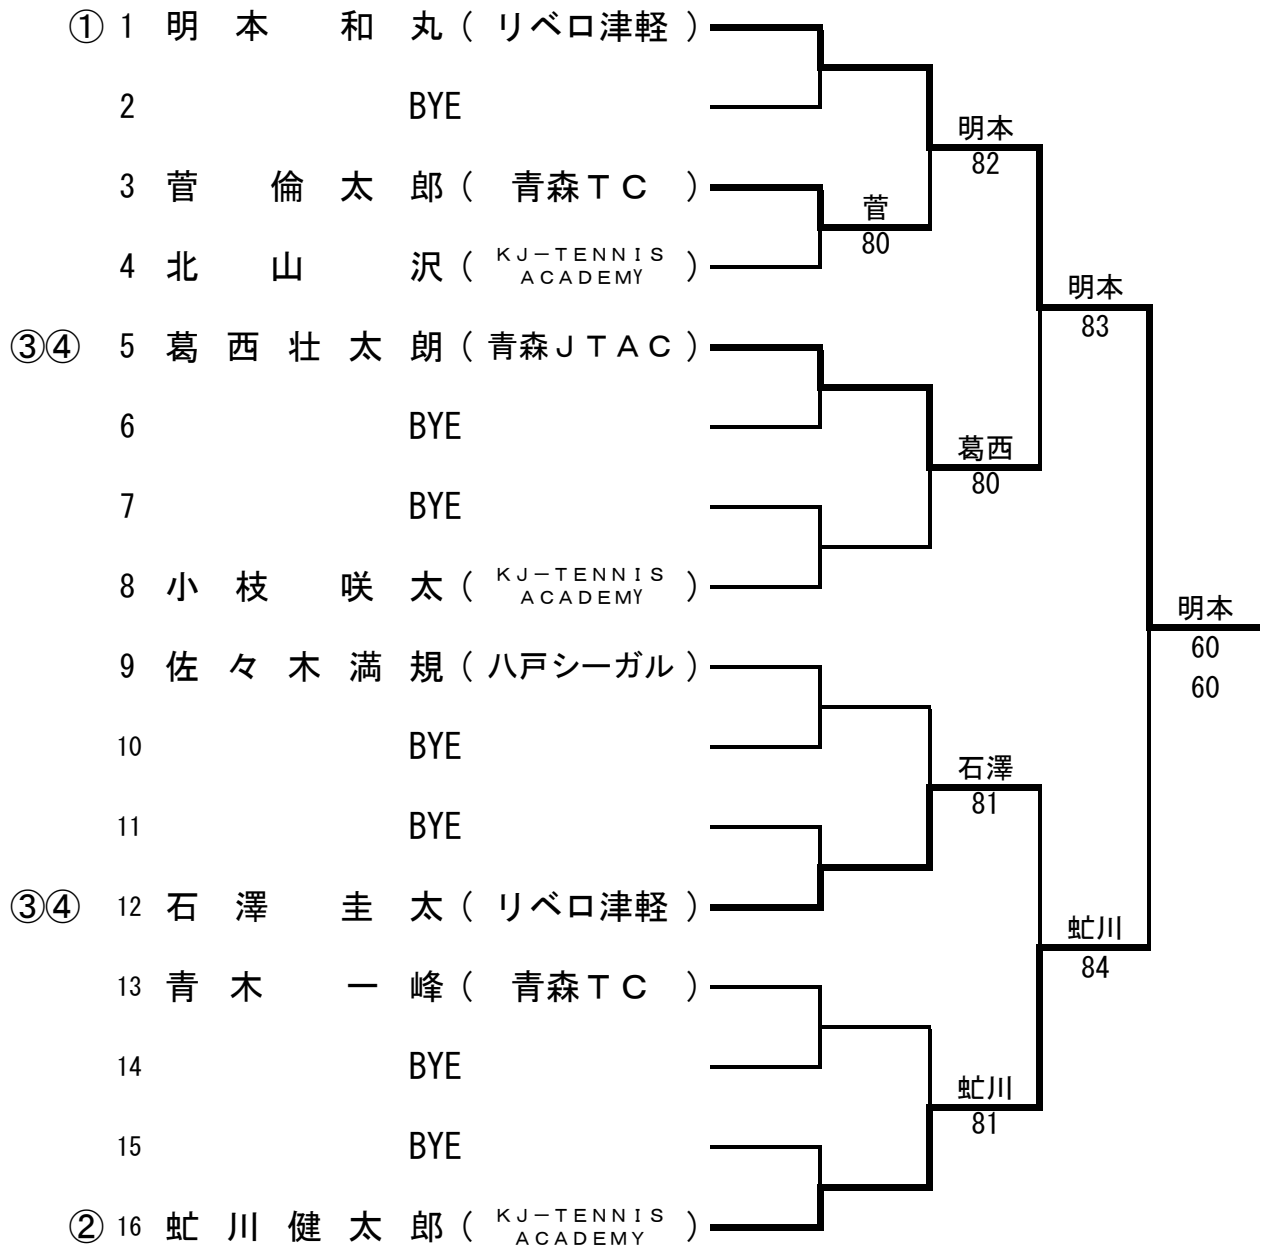 ① 1 明本 和丸 ( リベロ津軽 )
2 BYE
明本
82
3 菅 倫太郎 ( 青森TC )
菅
80
4 北山 沢 ( KJ-TENNIS ACADEMY )
明本
83
③④ 5 葛西壮太朗 ( 青森JTAC )
6 BYE
葛西
80
7 BYE
8 小枝 咲太 ( KJ-TENNIS ACADEMY )
明本
60
60
9 佐々木満規 ( 八戸シーガル )
10 BYE
石澤
81
11 BYE
③④ 12 石澤 圭太 ( リベロ津軽 )
虻川
84
13 青木 一峰 ( 青森TC )
14 BYE
虻川
81
15 BYE
② 16 虻川健太郎 ( KJ-TENNIS ACADEMY )